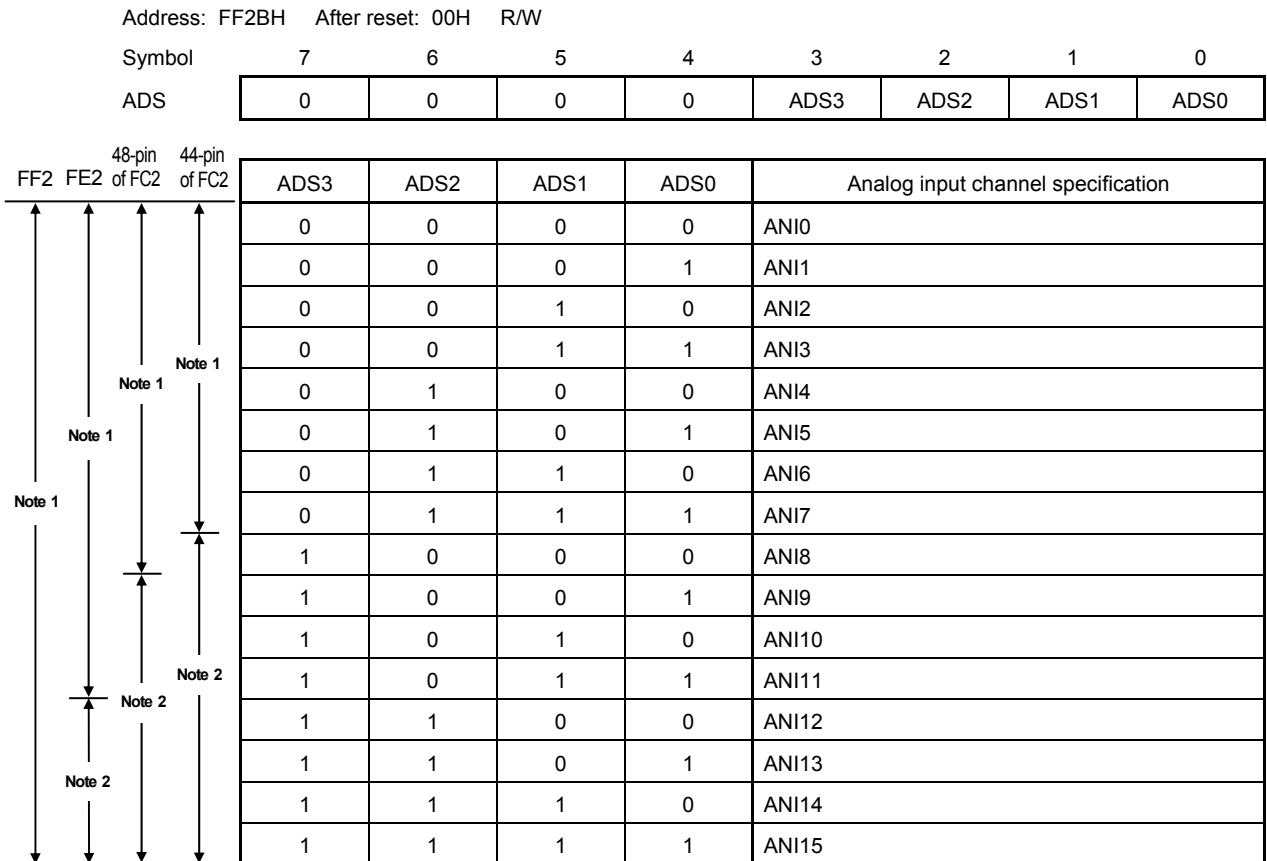 Address: FF2BH After reset: 00H R/W
Symbol 7 6 5 4 3 2 1 0
ADS 0 0 0 0 ADS3 ADS2 ADS1 ADS0
FF2 FE2 48-pin of FC2 44-pin of FC2
ADS3 ADS2 ADS1 ADS0 Analog input channel specification
0 0 0 0 ANI0
0 0 0 1 ANI1
0 0 1 0 ANI2
0 0 1 1 ANI3
Note 1
Note 1
0 1 0 0 ANI4
Note 1
0 1 0 1 ANI5
0 1 1 0 ANI6
Note 1
0 1 1 1 ANI7
1 0 0 0 ANI8
1 0 0 1 ANI9
1 0 1 0 ANI10
Note 2
1 0 1 1 ANI11
Note 2
1 1 0 0 ANI12
Note 2
1 1 0 1 ANI13
1 1 1 0 ANI14
1 1 1 1 ANI15